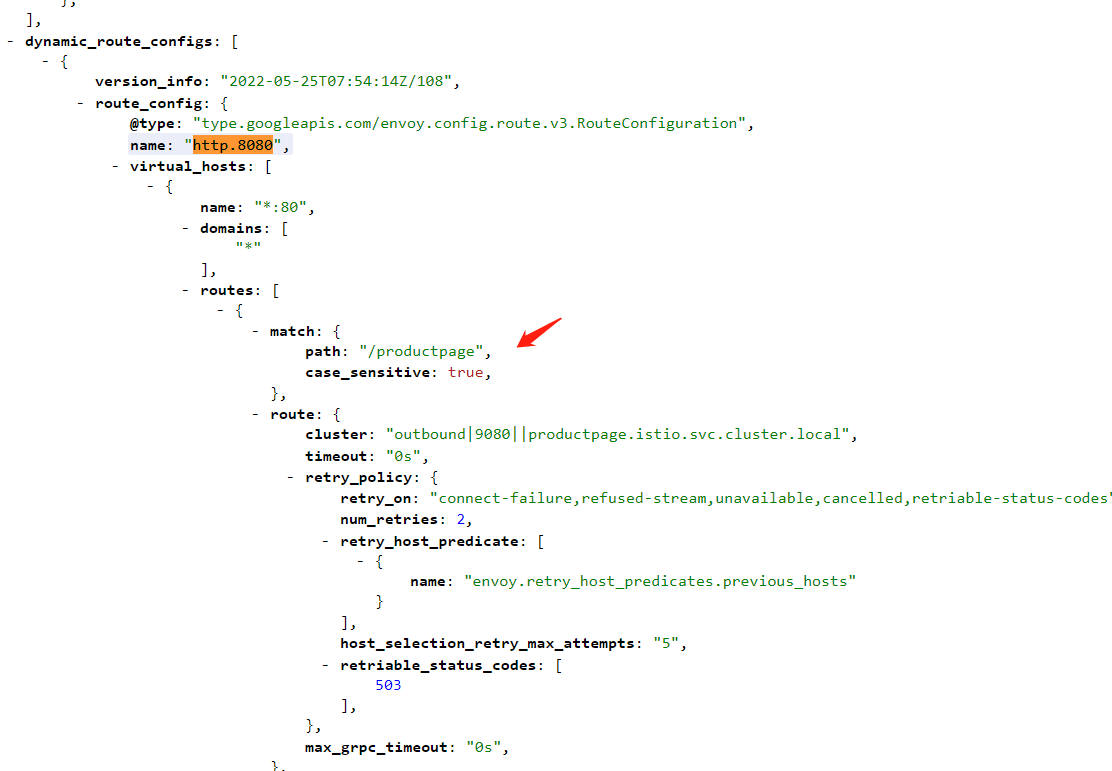 },
],
- dynamic_route_configs: [
- {
version_info: "2022-05-25T07:54:14Z/108",
- route_config: {
@type: "type.googleapis.com/envoy.config.route.v3.RouteConfiguration",
name: "http.8080",
- virtual_hosts: [
- {
name: "*:80",
- domains: [
"*"
],
- routes: [
- {
- match: {
path: "/productpage",
case_sensitive: true,
},
- route: {
cluster: "outbound|9080||productpage.istio.svc.cluster.local",
timeout: "0s",
- retry_policy: {
retry_on: "connect-failure,refused-stream,unavailable,cancelled,retriable-status-codes"
num_retries: 2,
- retry_host_predicate: [
- {
name: "envoy.retry_host_predicates.previous_hosts"
}
],
host_selection_retry_max_attempts: "5",
- retriable_status_codes: [
503
],
},
max_grpc_timeout: "0s",
},